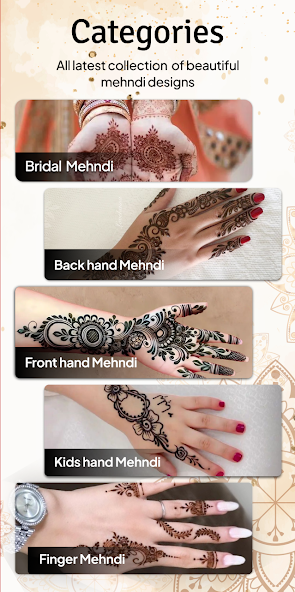 Categories
All latest collection of beautiful
mehndi designs
Bridal Mehndi
Back hand Mehndi
Front hand Mehndi
Kids hand Mehndi
Finger Mehndi